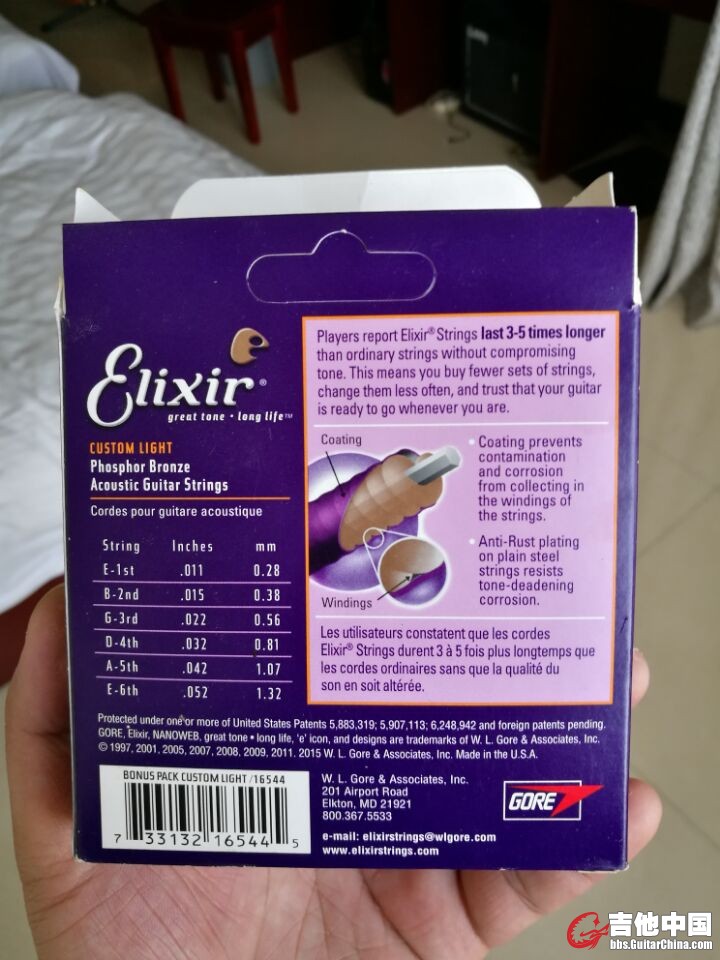 Elixir®
great tone • long life™
CUSTOM LIGHT
Phosphor Bronze
Acoustic Guitar Strings
Cordes pour guitare acoustique
String Inches mm
E-1st .011 0.28
B-2nd .015 0.38
G-3rd .022 0.56
D-4th .032 0.81
A-5th .042 1.07
E-6th .052 1.32
Players report Elixir® Strings last 3-5 times longer
than ordinary strings without compromising
tone. This means you buy fewer sets of strings,
change them less often, and trust that your guitar
is ready to go whenever you are.
Coating
Windings
• Coating prevents
contamination
and corrosion
from collecting in
the windings of
the strings.
• Anti-Rust plating
on plain steel
strings resists
tone-deadening
corrosion.
Les utilisateurs constatent que les cordes
Elixir® Strings durent 3 à 5 fois plus longtemps que
les cordes ordinaires sans que la qualité du
son en soit altérée.
Protected under one or more of United States Patents 5,883,319; 5,907,113; 6,248,942 and foreign patents pending.
GORE, Elixir, NANOWEB, great tone • long life, 'e' icon, and designs are trademarks of W. L. Gore & Associates, Inc.
© 1997, 2001, 2005, 2007, 2008, 2009, 2011. 2015 W. L. Gore & Associates, Inc. Made in the U.S.A.
BONUS PACK CUSTOM LIGHT /16544
7 33132 16544 5
W. L. Gore & Associates, Inc.
201 Airport Road
Elkton, MD 21921
800.367.5533
e-mail: elixirstrings@wlgore.com
www.elixirstrings.com
GORE
吉他中国
bbs.GuitarChina.com